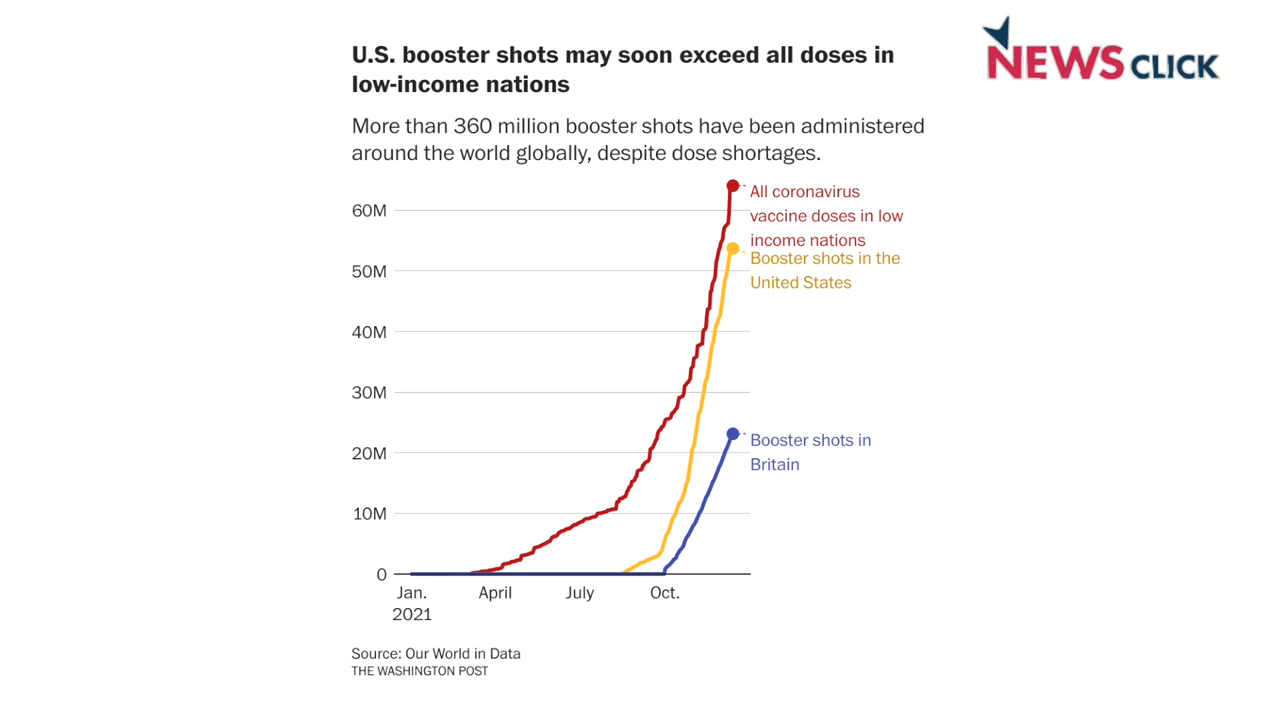 NEWSCLICK
U.S. booster shots may soon exceed all doses in
low-income nations
More than 360 million booster shots have been administered
around the world globally, despite dose shortages.
All coronavirus
vaccine doses in low
income nations
Booster shots in the
United States
Booster shots in
Britain
60M
50M
40M
30M
20M
10M
0
Jan.
2021
April
July
Oct.
Source: Our World in Data
THE WASHINGTON POST